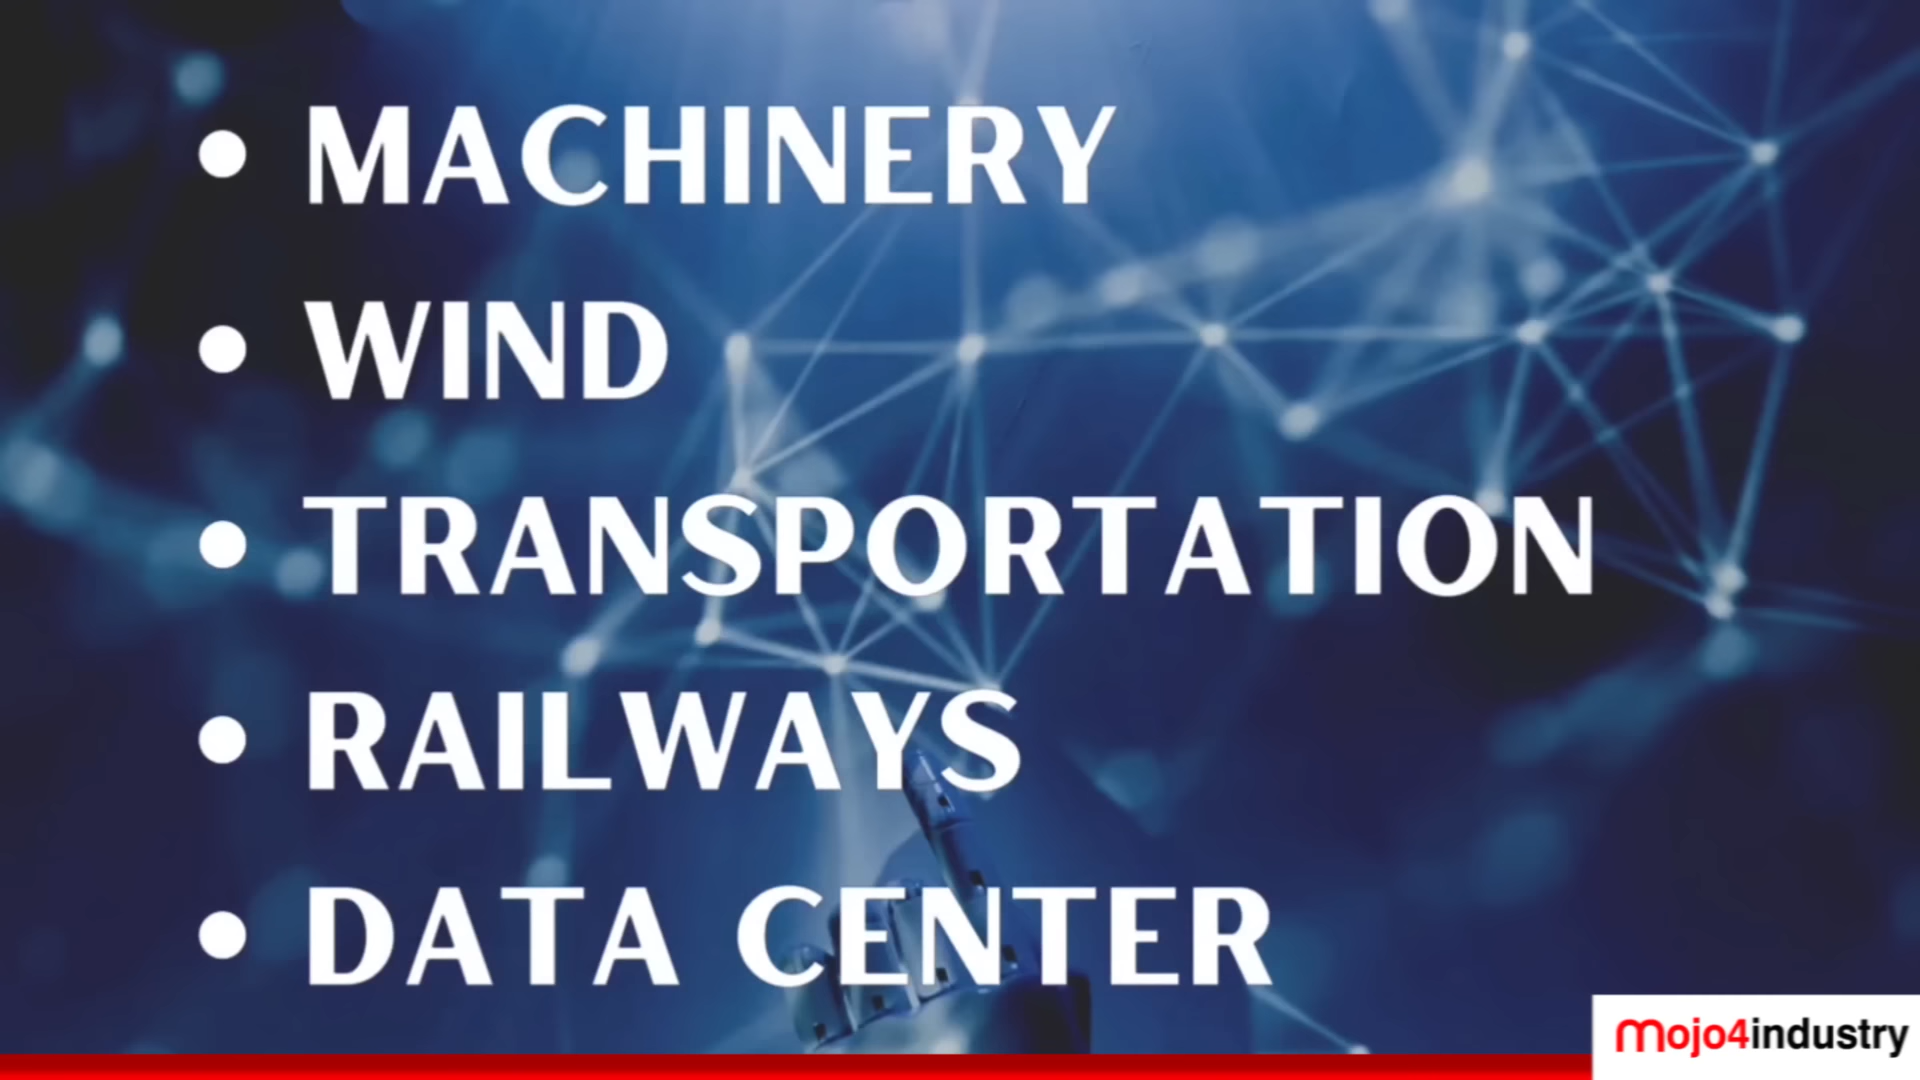 • MACHINERY
• WIND
• TRANSPORTATION
• RAILWAYS
• DATA CENTER
mojo4industry